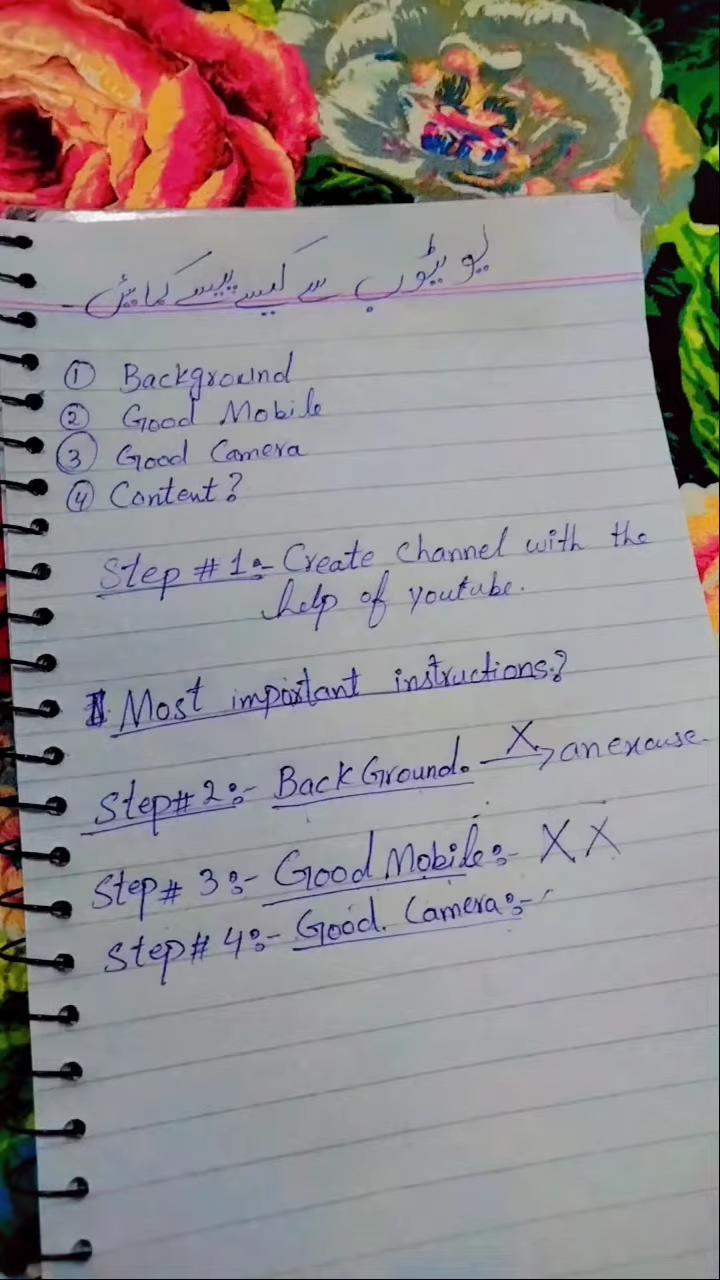 یوٹیوب سے کیسے پیسے کمائیں۔
① Background
② Good Mobile
③ Good Camera
④ Content?
Step # 1:- Create channel with the
help of youtube.
Most important instructions:?
Step# 2:- BackGround. X → an excuse
Step# 3:- Good Mobile:- X X
Step# 4:- Good. Camera:-